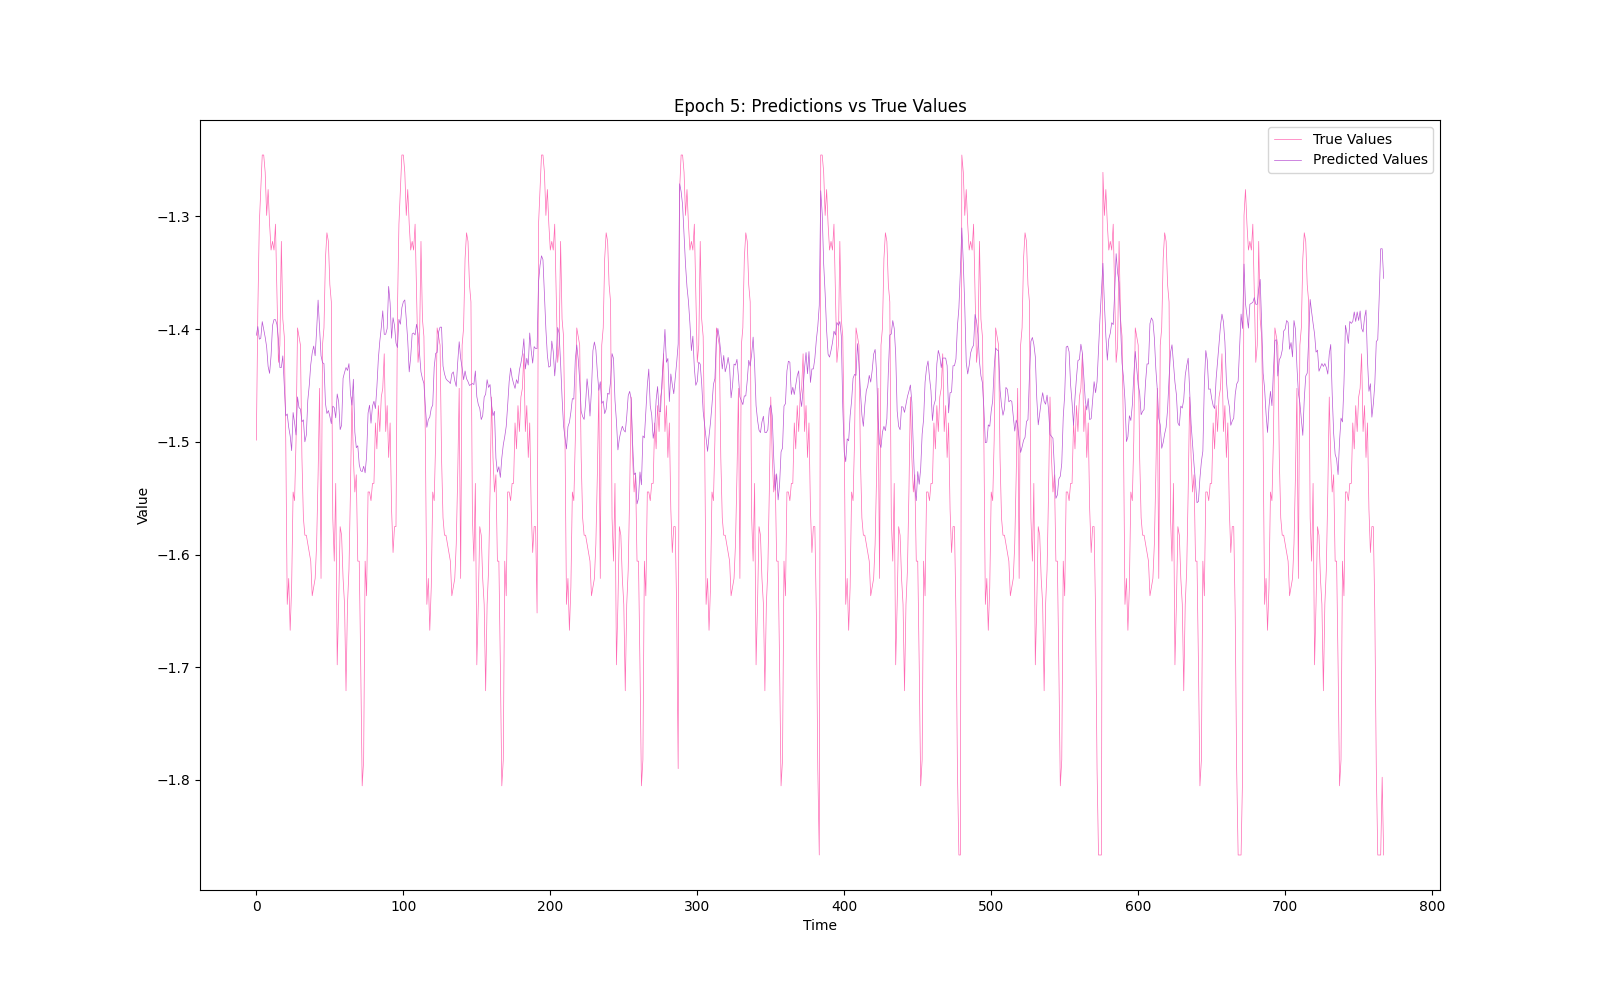 Epoch 5: Predictions vs True Values
True Values
Predicted Values
Value
−1.3
−1.4
−1.5
−1.6
−1.7
−1.8
0 100 200 300 400 500 600 700 800
Time